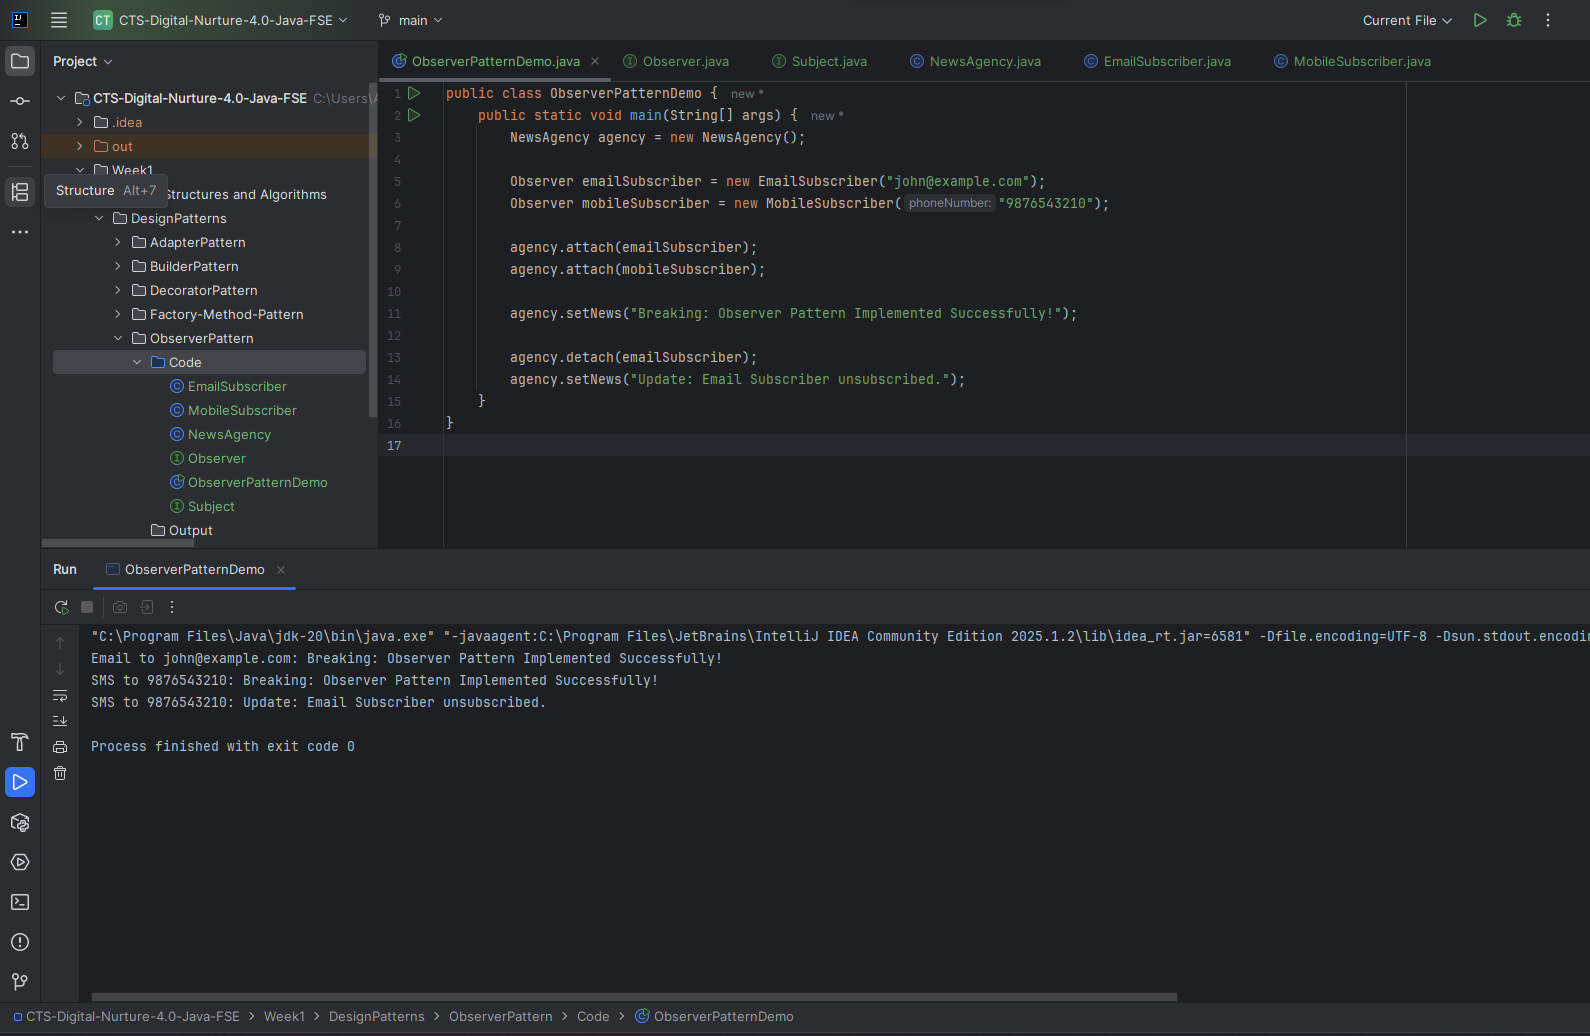 CT CTS-Digital-Nurture-4.0-Java-FSE main Current File
Project
CTS-Digital-Nurture-4.0-Java-FSE C:\Users\
.idea
out
Week1
Structure Alt+7
Structures and Algorithms
DesignPatterns
AdapterPattern
BuilderPattern
DecoratorPattern
Factory-Method-Pattern
ObserverPattern
Code
EmailSubscriber
MobileSubscriber
NewsAgency
Observer
ObserverPatternDemo
Subject
Output
ObserverPatternDemo.java Observer.java Subject.java NewsAgency.java EmailSubscriber.java MobileSubscriber.java
1 public class ObserverPatternDemo { new *
2 public static void main(String[] args) { new *
3 NewsAgency agency = new NewsAgency();
4
5 Observer emailSubscriber = new EmailSubscriber("john@example.com");
6 Observer mobileSubscriber = new MobileSubscriber( phoneNumber: "9876543210");
7
8 agency.attach(emailSubscriber);
9 agency.attach(mobileSubscriber);
10
11 agency.setNews("Breaking: Observer Pattern Implemented Successfully!");
12
13 agency.detach(emailSubscriber);
14 agency.setNews("Update: Email Subscriber unsubscribed.");
15 }
16 }
17
Run ObserverPatternDemo
"C:\Program Files\Java\jdk-20\bin\java.exe" "-javaagent:C:\Program Files\JetBrains\IntelliJ IDEA Community Edition 2025.1.2\lib\idea_rt.jar=6581" -Dfile.encoding=UTF-8 -Dsun.stdout.encodin
Email to john@example.com: Breaking: Observer Pattern Implemented Successfully!
SMS to 9876543210: Breaking: Observer Pattern Implemented Successfully!
SMS to 9876543210: Update: Email Subscriber unsubscribed.
Process finished with exit code 0
CTS-Digital-Nurture-4.0-Java-FSE > Week1 > DesignPatterns > ObserverPattern > Code > ObserverPatternDemo